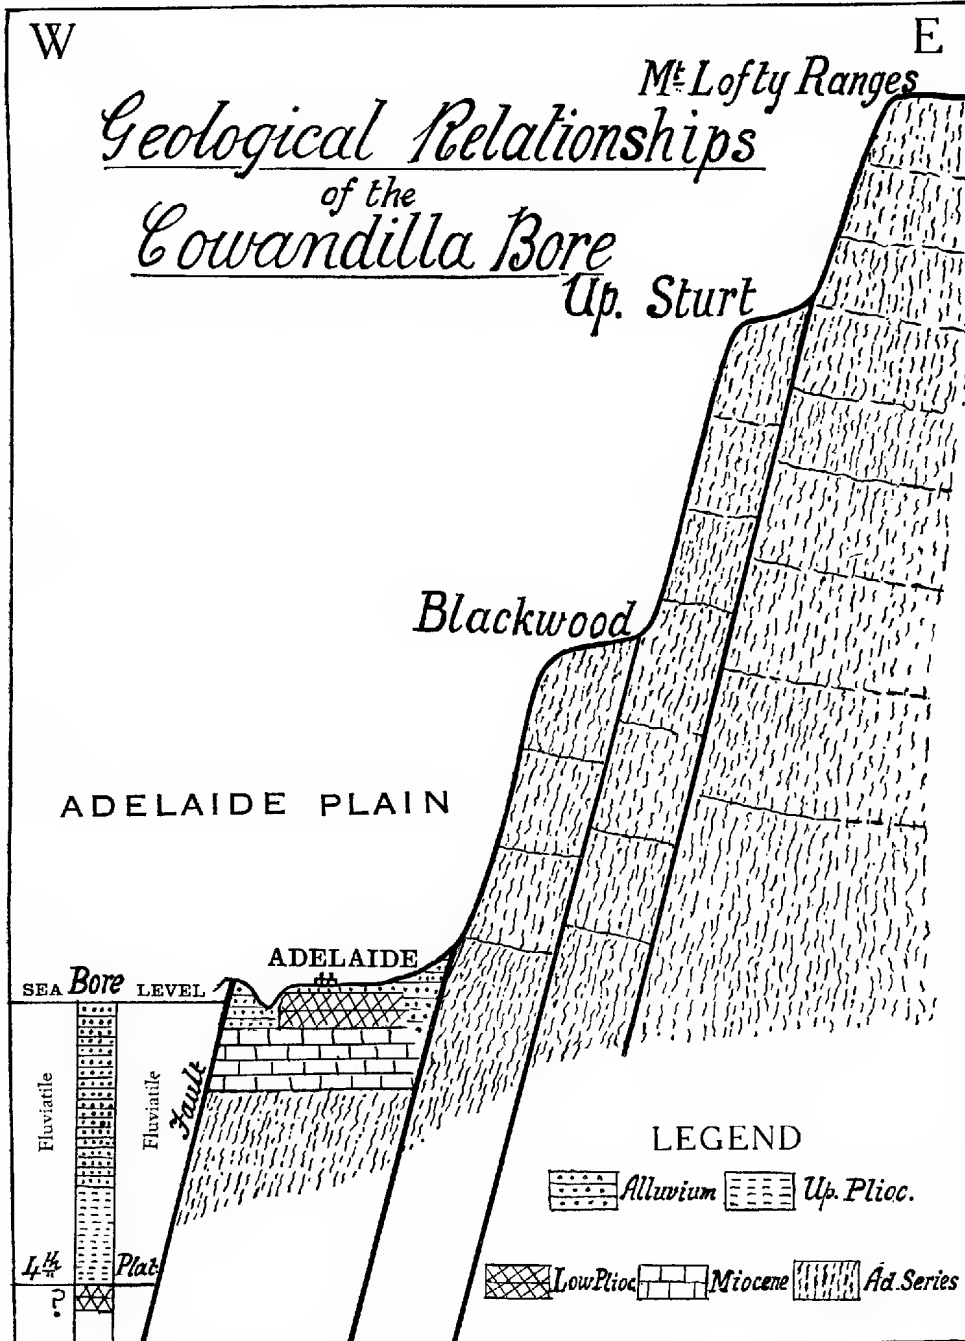 W
E
Mt Lofty Ranges
Geological Relationships
of the
Cowandilla Bore
Up. Sturt
Blackwood
ADELAIDE PLAIN
ADELAIDE
SEA Bore LEVEL
Fluviatile
Fluviatile
Fault
LEGEND
Alluvium
Up. Plioc.
4th Plat.
?
Low Plioc
Miocene
Ad. Series